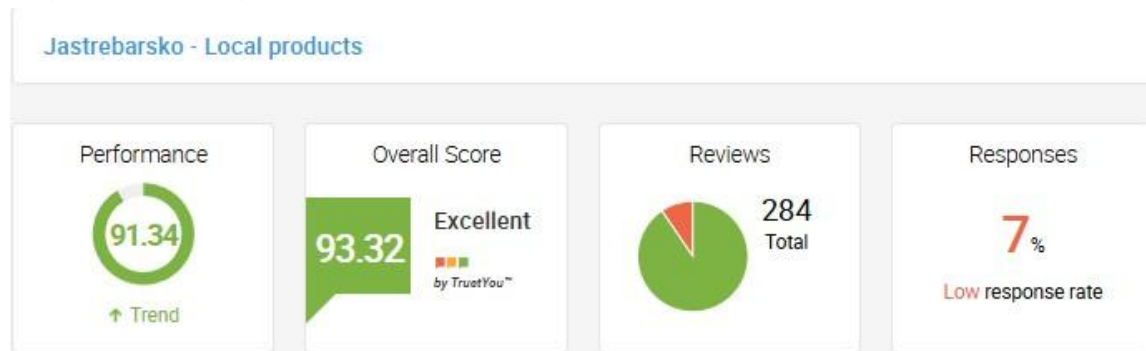 Jastrebarsko - Local products
Performance
91.34
↑ Trend
Overall Score
93.32
Excellent
by TrustYou™
Reviews
284
Total
Responses
7%
Low response rate